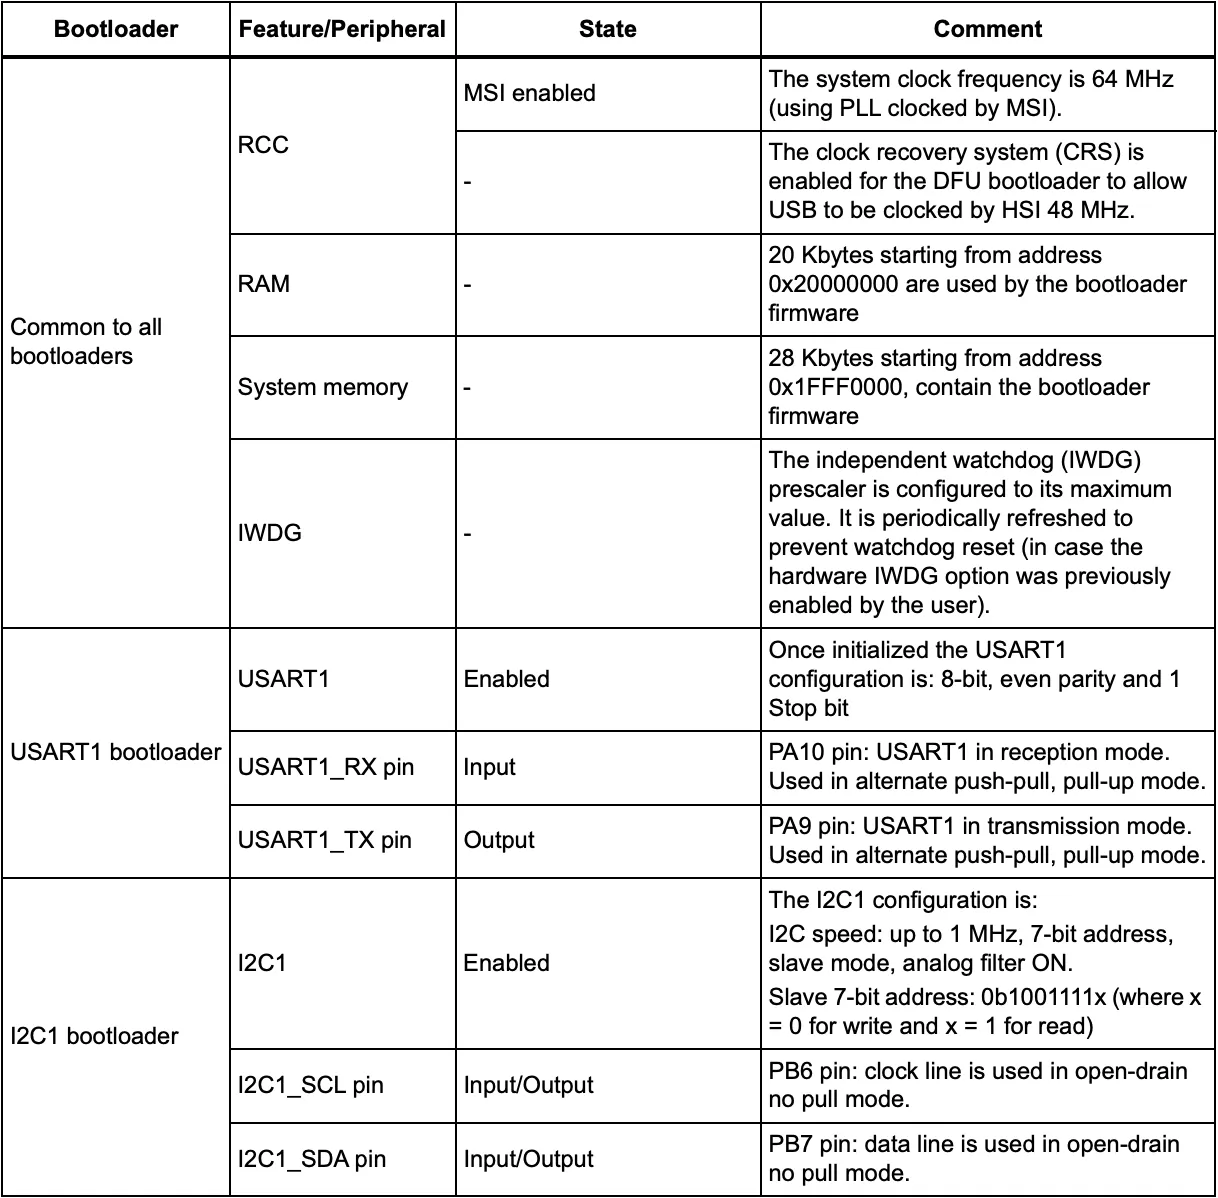 Bootloader
Feature/Peripheral
State
Comment
Common to all
bootloaders
RCC
MSI enabled
The system clock frequency is 64 MHz
(using PLL clocked by MSI).
-
The clock recovery system (CRS) is
enabled for the DFU bootloader to allow
USB to be clocked by HSI 48 MHz.
RAM
-
20 Kbytes starting from address
0x20000000 are used by the bootloader
firmware
System memory
-
28 Kbytes starting from address
0x1FFF0000, contain the bootloader
firmware
IWDG
-
The independent watchdog (IWDG)
prescaler is configured to its maximum
value. It is periodically refreshed to
prevent watchdog reset (in case the
hardware IWDG option was previously
enabled by the user).
USART1 bootloader
USART1
Enabled
Once initialized the USART1
configuration is: 8-bit, even parity and 1
Stop bit
USART1_RX pin
Input
PA10 pin: USART1 in reception mode.
Used in alternate push-pull, pull-up mode.
USART1_TX pin
Output
PA9 pin: USART1 in transmission mode.
Used in alternate push-pull, pull-up mode.
I2C1 bootloader
I2C1
Enabled
The I2C1 configuration is:
I2C speed: up to 1 MHz, 7-bit address,
slave mode, analog filter ON.
Slave 7-bit address: 0b1001111x (where x
= 0 for write and x = 1 for read)
I2C1_SCL pin
Input/Output
PB6 pin: clock line is used in open-drain
no pull mode.
I2C1_SDA pin
Input/Output
PB7 pin: data line is used in open-drain
no pull mode.